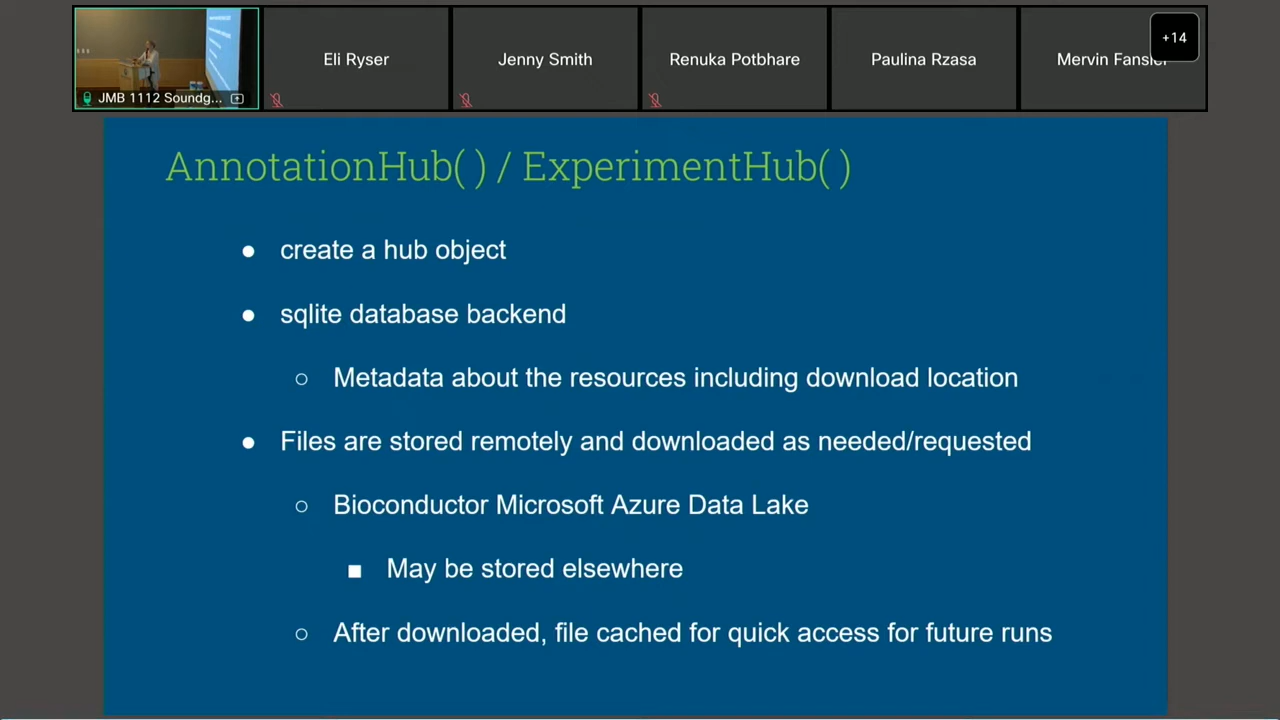 Eli Ryser
Jenny Smith
Renuka Potbhare
Paulina Rzasa
Mervin Fansler
+14
JMB 1112 Soundg...
AnnotationHub( ) / ExperimentHub( )
● create a hub object
● sqlite database backend
○ Metadata about the resources including download location
● Files are stored remotely and downloaded as needed/requested
○ Bioconductor Microsoft Azure Data Lake
■ May be stored elsewhere
○ After downloaded, file cached for quick access for future runs